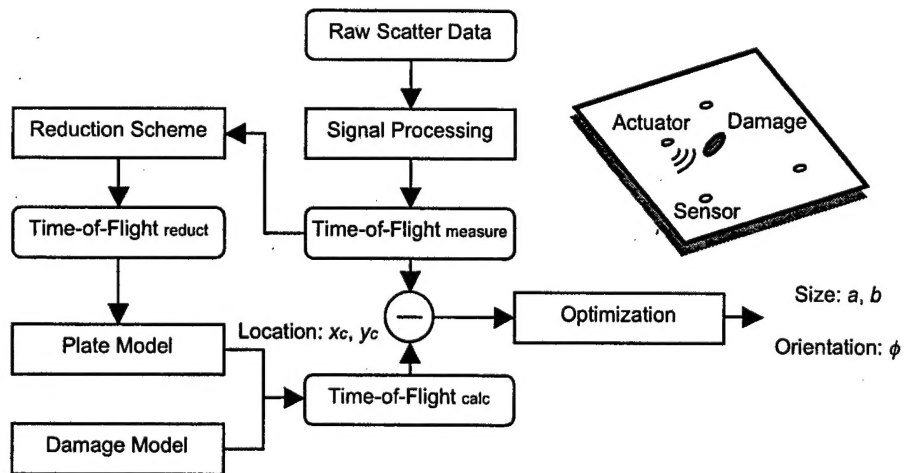 Raw Scatter Data
Reduction Scheme
Signal Processing
Actuator
Damage
Sensor
Time-of-Flight reduct
Time-of-Flight measure
Plate Model
Location: xc, yc
−
Optimization
Size: a, b
Orientation: ϕ
Time-of-Flight calc
Damage Model